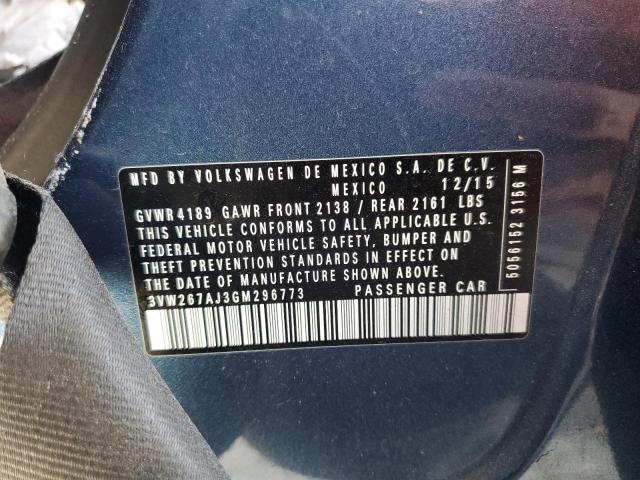 MFD BY VOLKSWAGEN DE MEXICO S.A. DE C.V.
MEXICO 12/15
GVWR 4189 GAWR FRONT 2138 / REAR 2161 LBS
THIS VEHICLE CONFORMS TO ALL APPLICABLE U.S.
FEDERAL MOTOR VEHICLE SAFETY, BUMPER AND
THEFT PREVENTION STANDARDS IN EFFECT ON
THE DATE OF MANUFACTURE SHOWN ABOVE.
3VW267AJ3GM296773 PASSENGER CAR
5056152 3156 M